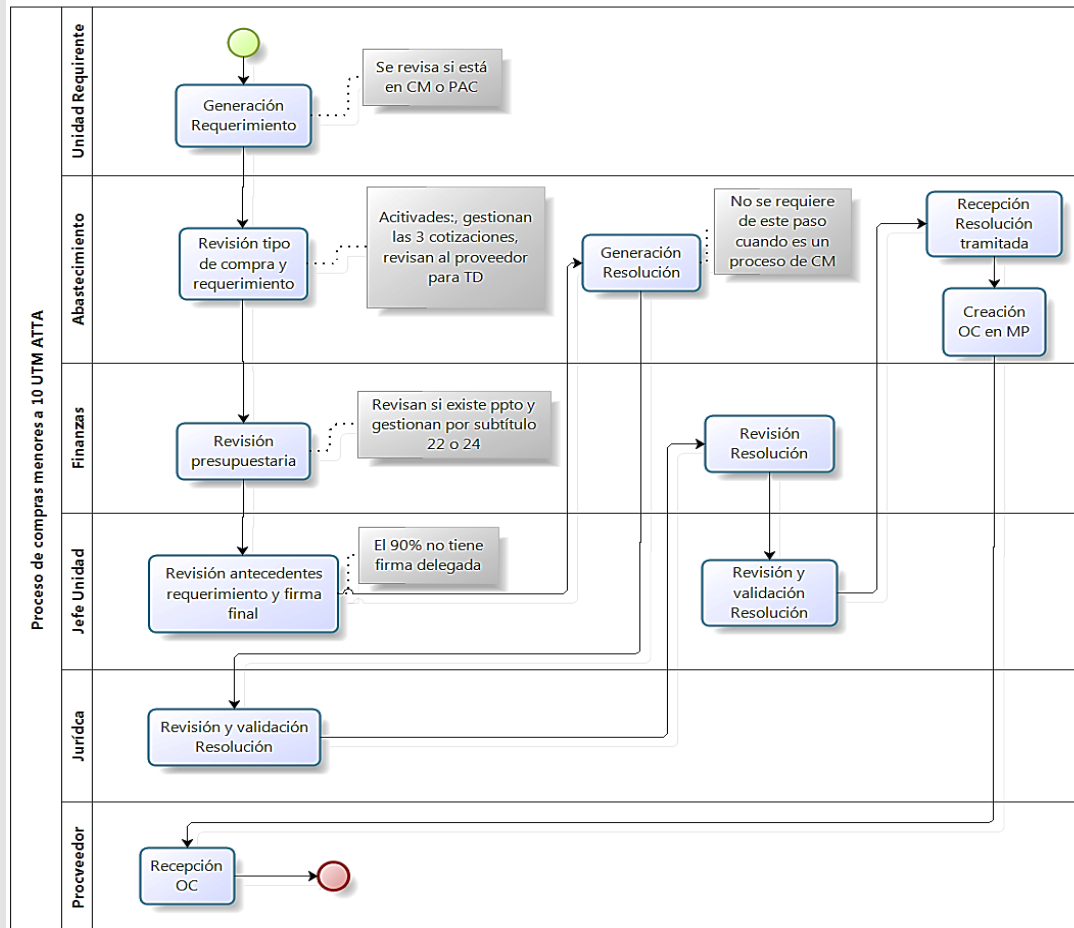 Proceso de compras menores a 10 UTM ATTA
Unidad Requirente
Generación
Requerimiento
Se revisa si está
en CM o PAC
Abastecimiento
Revisión tipo
de compra y
requerimiento
Acitivades:, gestionan
las 3 cotizaciones,
revisan al proveedor
para TD
Generación
Resolución
No se requiere
de este paso
cuando es un
proceso de CM
Recepción
Resolución
tramitada
Creación
OC en MP
Finanzas
Revisión
presupuestaria
Revisan si existe ppto y
gestionan por subtítulo
22 o 24
Revisión
Resolución
Jefe Unidad
Revisión antecedentes
requerimiento y firma
final
El 90% no tiene
firma delegada
Revisión y
validación
Resolución
Jurídca
Revisión y validación
Resolución
Procveedor
Recepción
OC